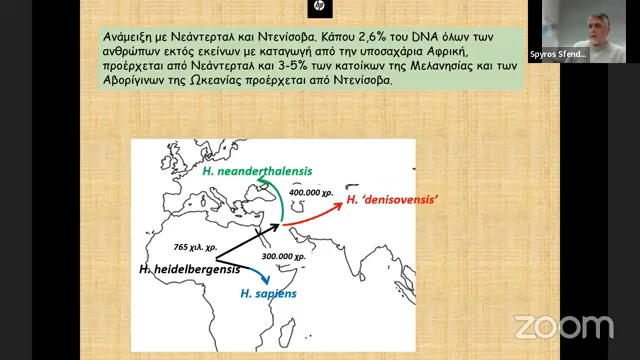 hp
Ανάμειξη με Νεάντερταλ και Ντενίσοβα. Κάπου 2,6% του DNA όλων των
ανθρώπων εκτός εκείνων με καταγωγή από την υποσαχάρια Αφρική,
προέρχεται από Νεάντερταλ και 3-5% των κατοίκων της Μελανησίας και των
Αβορίγινων της Ωκεανίας προέρχεται από Ντενίσοβα.
Spyros Sfend...
H. neanderthalensis
400.000 χρ.
H. ‘denisovensis’
765 χιλ. χρ.
300.000 χρ.
H. heidelbergensis
H. sapiens
zoom